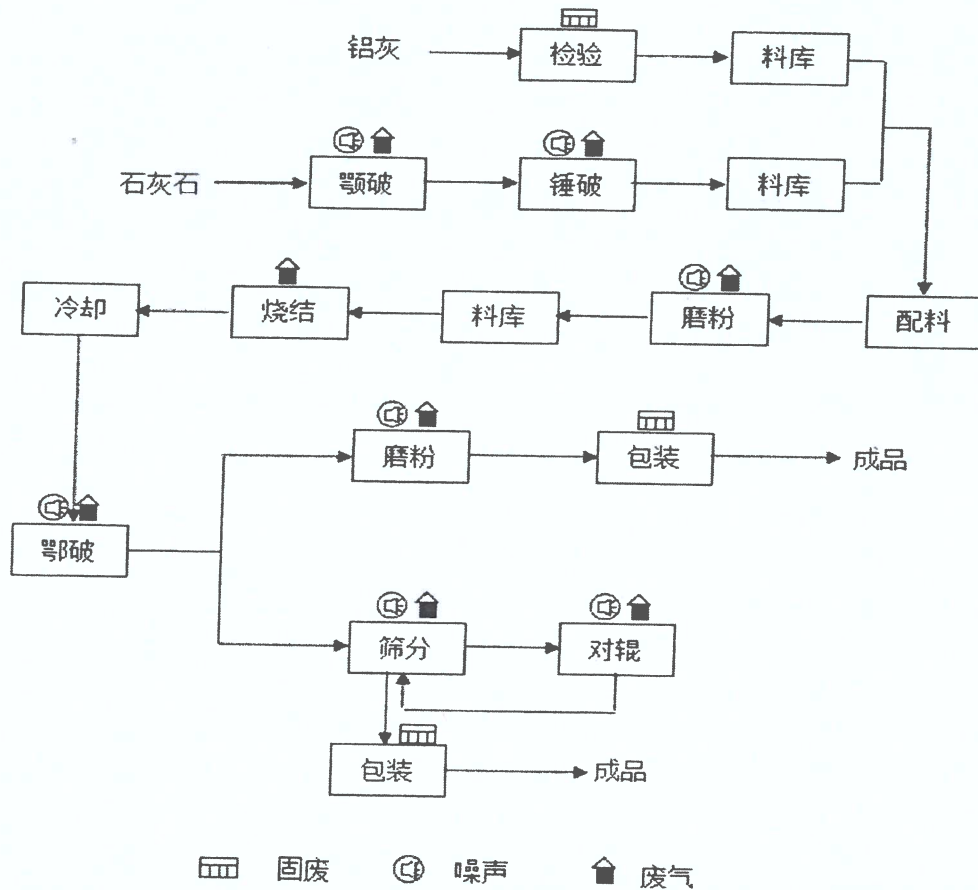 铝灰 检验 料库
石灰石 颚破 锤破 料库
冷却 烧结 料库 磨粉 配料
磨粉 包装 成品
鄂破
筛分 对辊
包装 成品
固废 噪声 废气